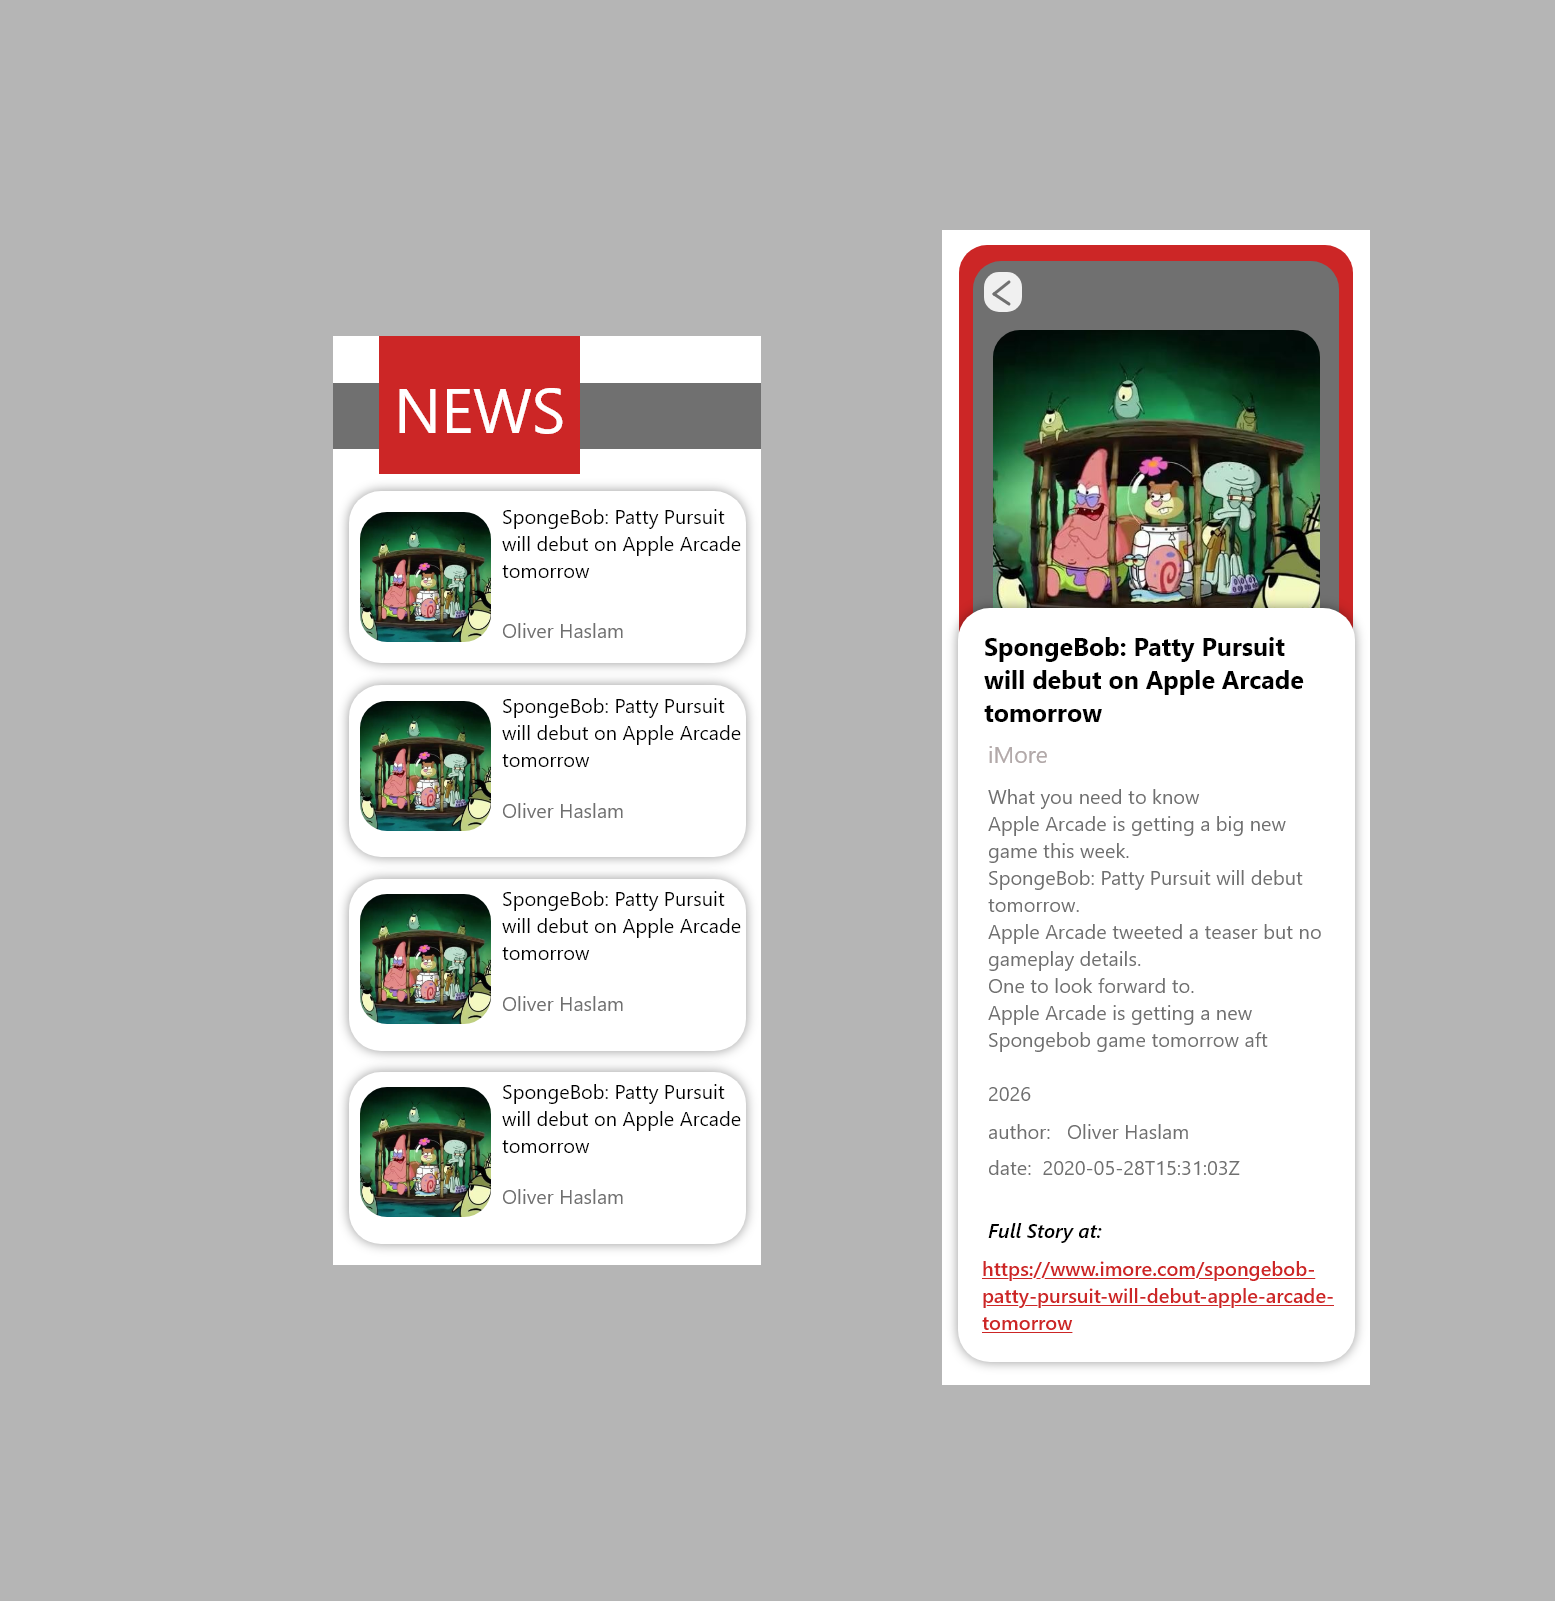 NEWS
SpongeBob: Patty Pursuit
will debut on Apple Arcade
tomorrow
Oliver Haslam
SpongeBob: Patty Pursuit
will debut on Apple Arcade
tomorrow
Oliver Haslam
SpongeBob: Patty Pursuit
will debut on Apple Arcade
tomorrow
Oliver Haslam
SpongeBob: Patty Pursuit
will debut on Apple Arcade
tomorrow
Oliver Haslam
SpongeBob: Patty Pursuit
will debut on Apple Arcade
tomorrow
iMore
What you need to know
Apple Arcade is getting a big new
game this week.
SpongeBob: Patty Pursuit will debut
tomorrow.
Apple Arcade tweeted a teaser but no
gameplay details.
One to look forward to.
Apple Arcade is getting a new
Spongebob game tomorrow aft
2026
author: Oliver Haslam
date: 2020-05-28T15:31:03Z
Full Story at:
https://www.imore.com/spongebob-
patty-pursuit-will-debut-apple-arcade-
tomorrow